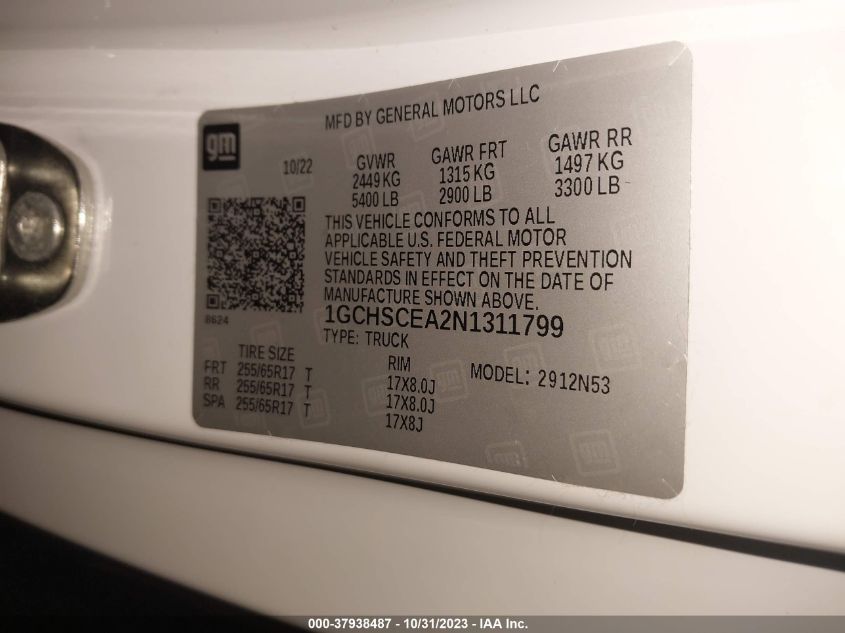 MFD BY GENERAL MOTORS LLC
gm
10/22
GVWR GAWR FRT GAWR RR
2449 KG 1315 KG 1497 KG
5400 LB 2900 LB 3300 LB
THIS VEHICLE CONFORMS TO ALL
APPLICABLE U.S. FEDERAL MOTOR
VEHICLE SAFETY AND THEFT PREVENTION
STANDARDS IN EFFECT ON THE DATE OF
MANUFACTURE SHOWN ABOVE.
8624
1GCHSCEA2N1311799
TYPE: TRUCK
TIRE SIZE RIM MODEL: 2912N53
FRT 255/65R17 T 17X8.0J
RR 255/65R17 T 17X8.0J
SPA 255/65R17 T 17X8J
gm
000-37938487 - 10/31/2023 - IAA Inc.